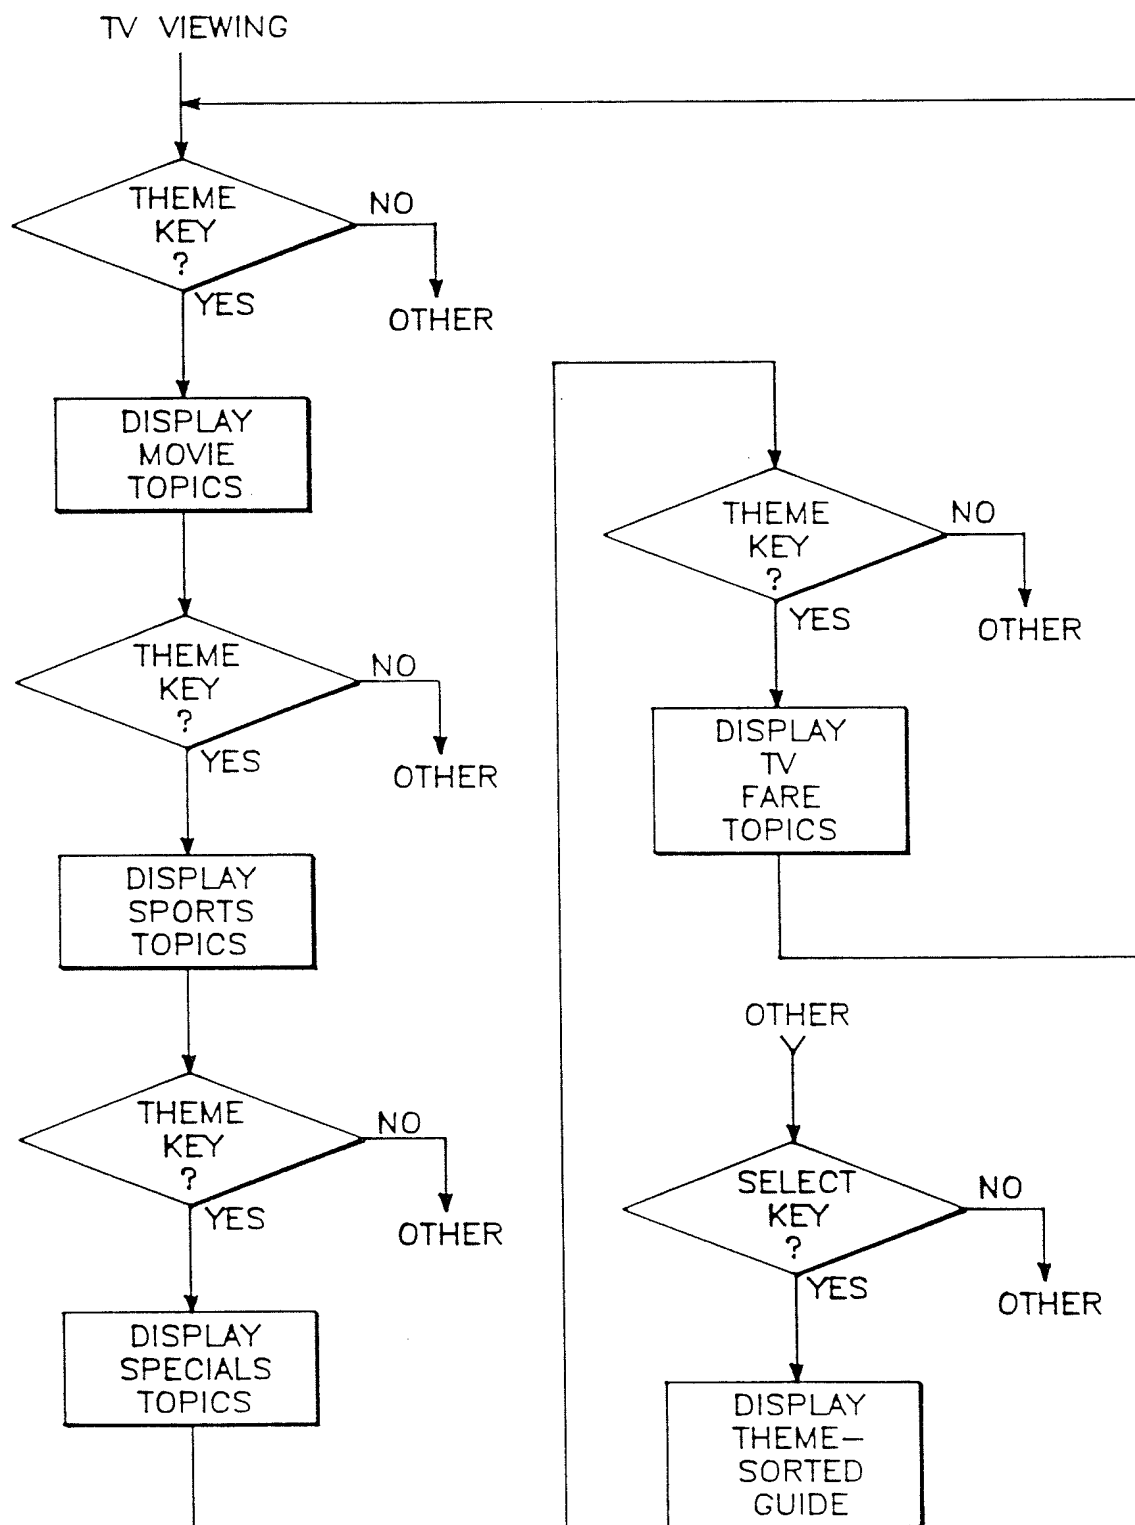 TV VIEWING
THEME
KEY
?
NO
YES
OTHER
DISPLAY
MOVIE
TOPICS
THEME
KEY
?
NO
YES
OTHER
DISPLAY
SPORTS
TOPICS
THEME
KEY
?
NO
YES
OTHER
DISPLAY
SPECIALS
TOPICS
THEME
KEY
?
NO
YES
OTHER
DISPLAY
TV
FARE
TOPICS
OTHER
SELECT
KEY
?
NO
YES
OTHER
DISPLAY
THEME–
SORTED
GUIDE